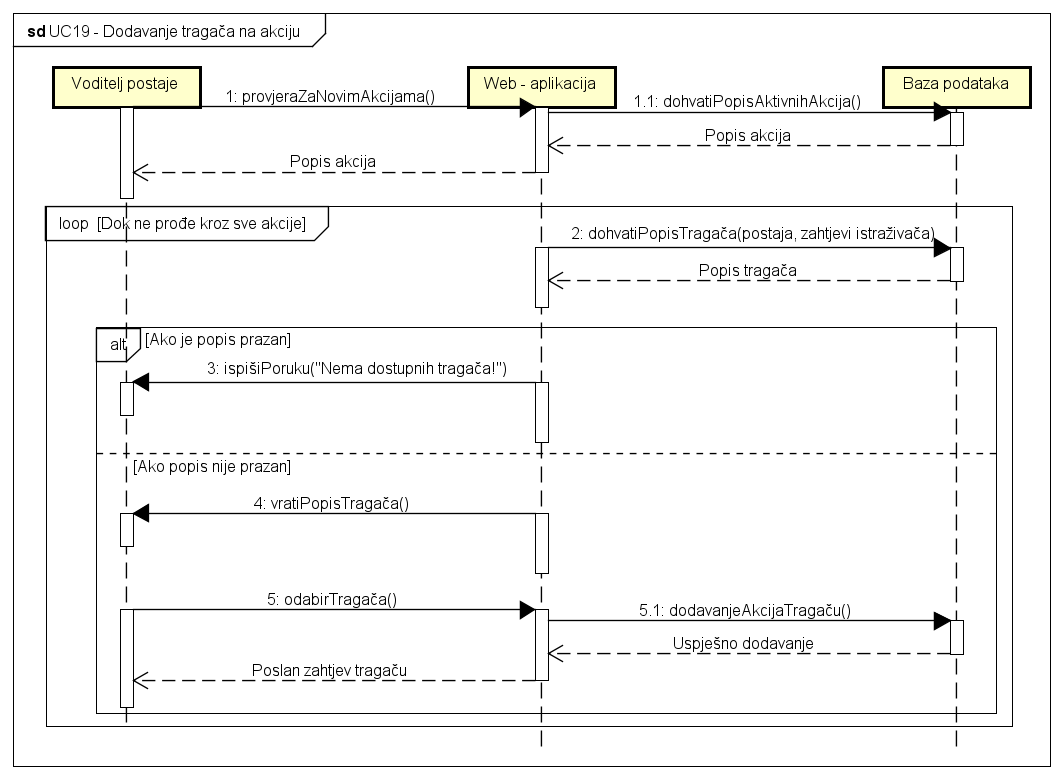 sd UC19 - Dodavanje tragača na akciju
Voditelj postaje
Web - aplikacija
Baza podataka
1: provjeraZaNovimAkcijama()
1.1: dohvatiPopisAktivnihAkcija()
Popis akcija
Popis akcija
loop [Dok ne prođe kroz sve akcije]
2: dohvatiPopisTragača(postaja, zahtjevi istraživača)
Popis tragača
alt [Ako je popis prazan]
3: ispišiPoruku("Nema dostupnih tragača!")
[Ako popis nije prazan]
4: vratiPopisTragača()
5: odabirTragača()
5.1: dodavanjeAkcijaTragaču()
Uspješno dodavanje
Poslan zahtjev tragaču